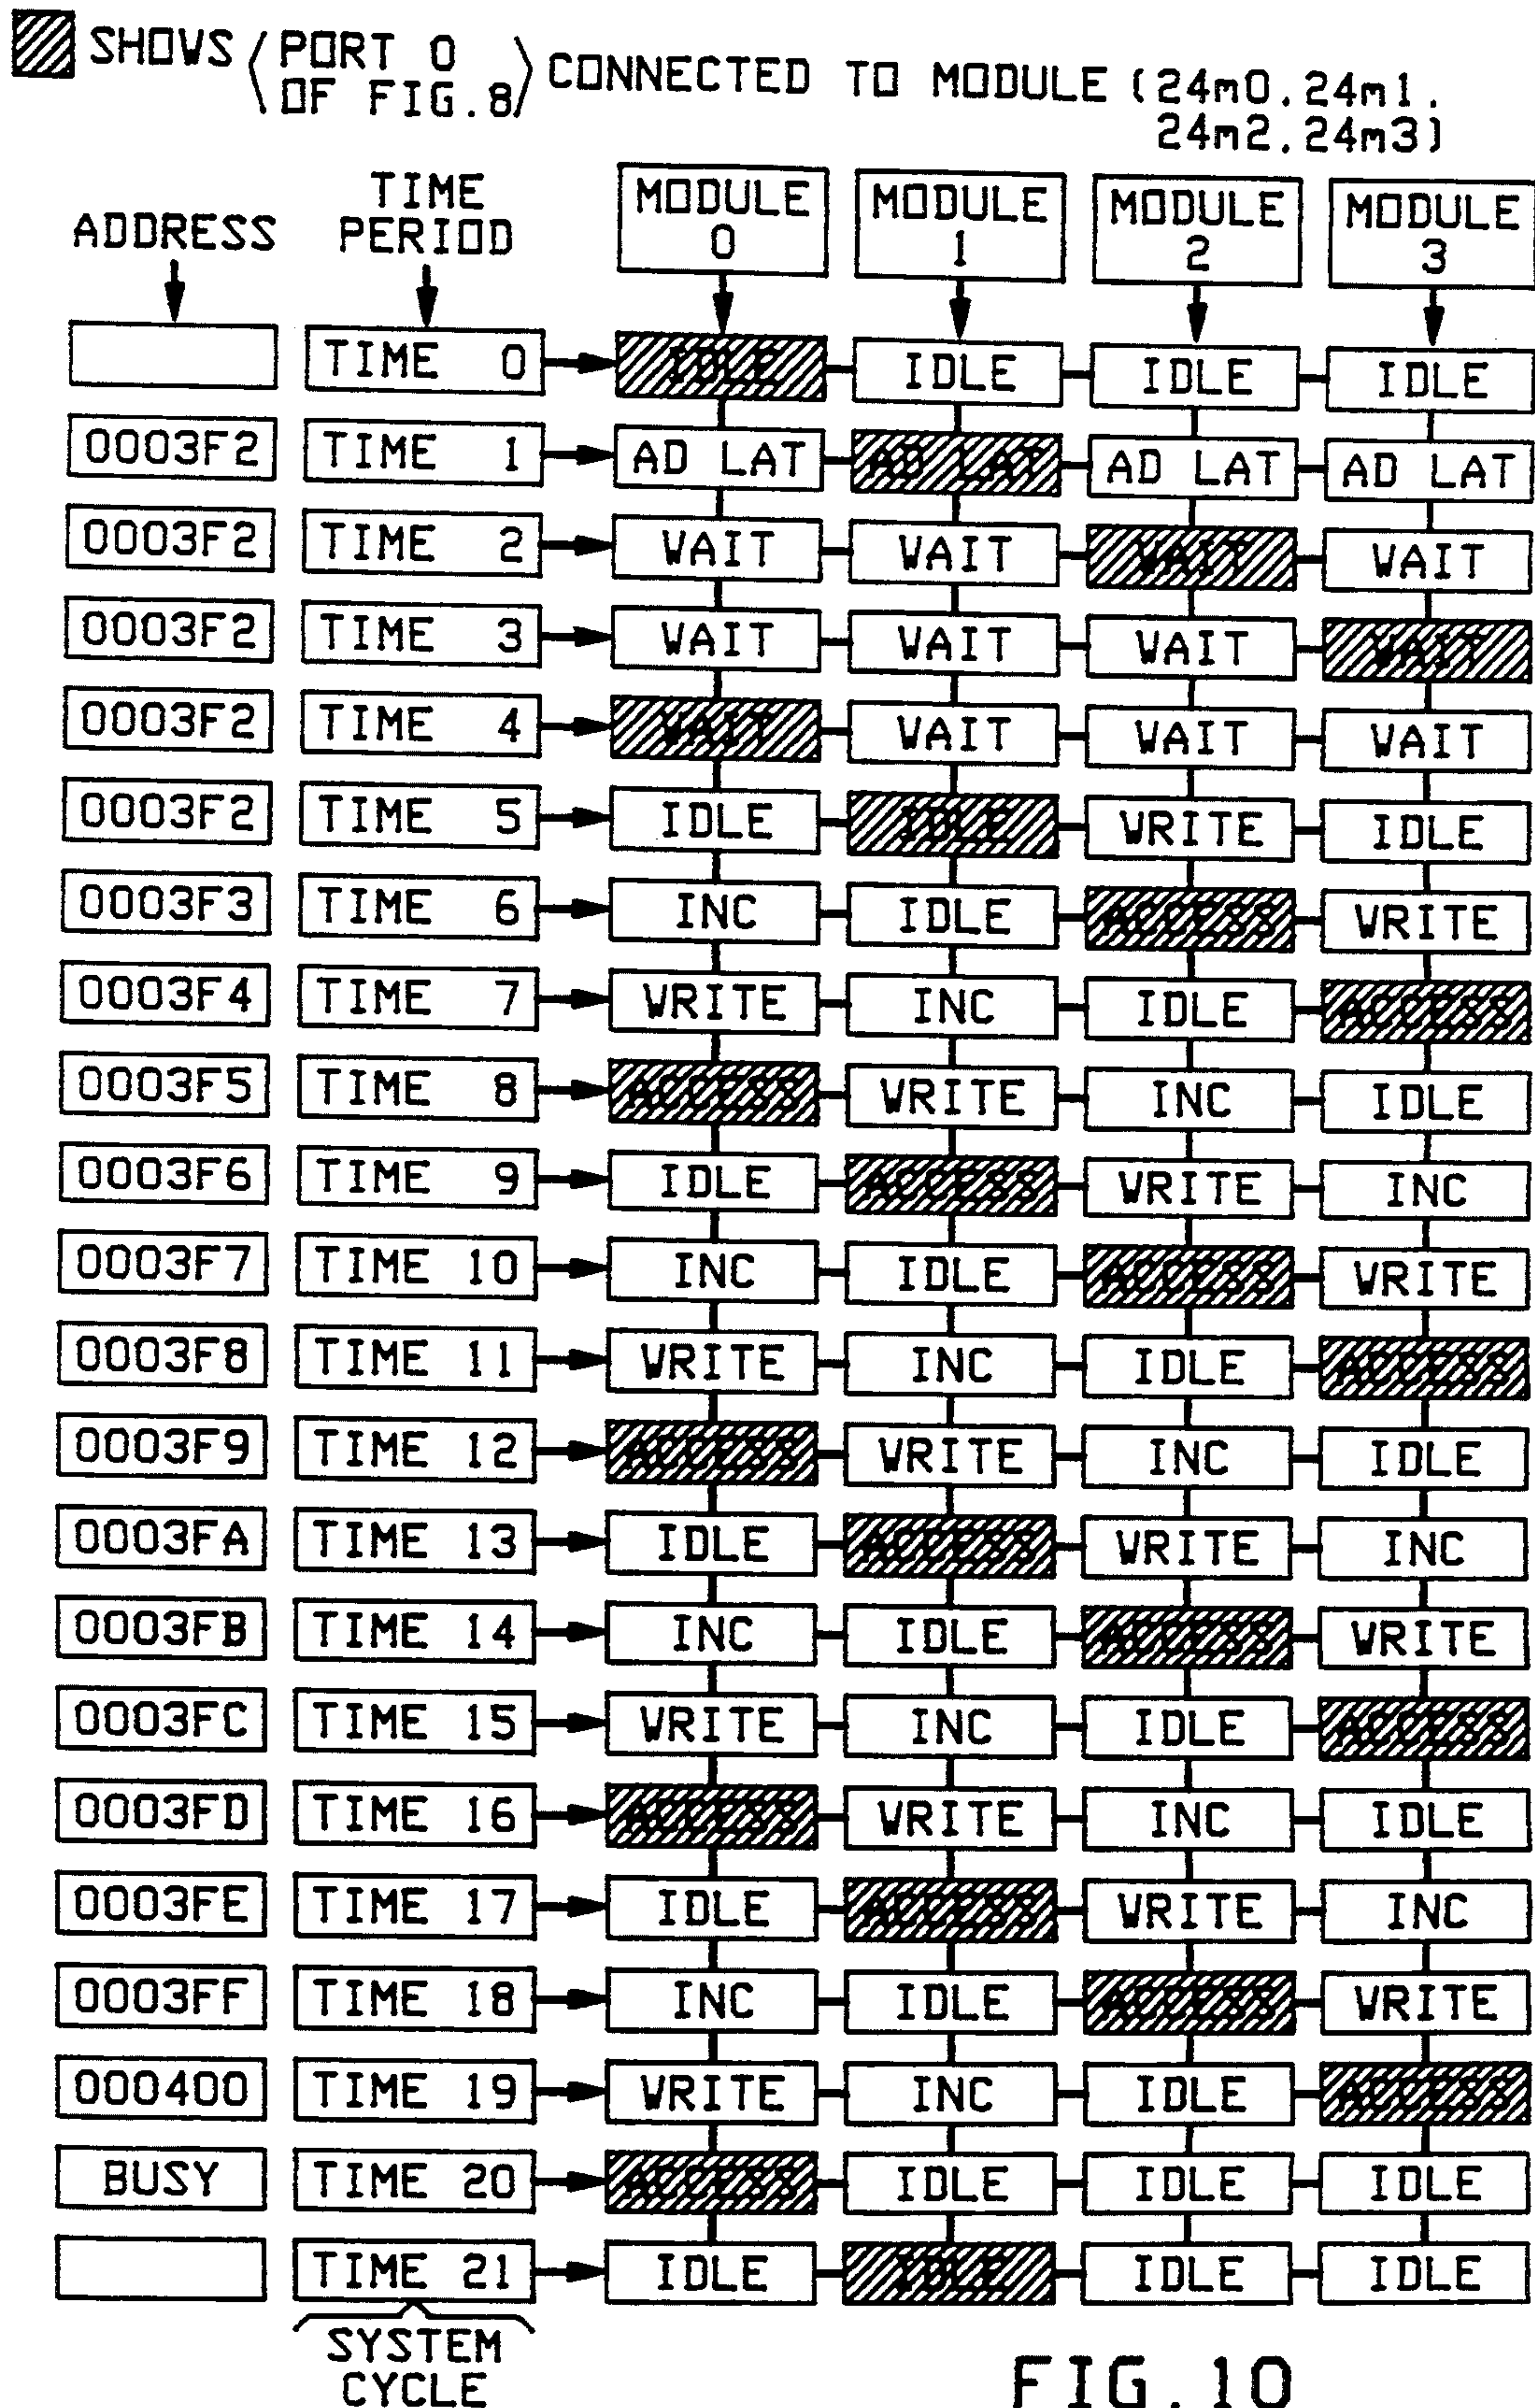 SHOWS PORT 0 OF FIG.8 CONNECTED TO MODULE (24m0.24m1.
24m2.24m3)
ADDRESS TIME PERIOD MODULE 0 MODULE 1 MODULE 2 MODULE 3
TIME 0 IDLE IDLE IDLE IDLE
0003F2 TIME 1 AD LAT AD LAT AD LAT AD LAT
0003F2 TIME 2 WAIT WAIT WAIT WAIT
0003F2 TIME 3 WAIT WAIT WAIT WAIT
0003F2 TIME 4 WAIT WAIT WAIT WAIT
0003F2 TIME 5 IDLE IDLE WRITE IDLE
0003F3 TIME 6 INC IDLE ACCESS WRITE
0003F4 TIME 7 WRITE INC IDLE ACCESS
0003F5 TIME 8 ACCESS WRITE INC IDLE
0003F6 TIME 9 IDLE ACCESS WRITE INC
0003F7 TIME 10 INC IDLE ACCESS WRITE
0003F8 TIME 11 WRITE INC IDLE ACCESS
0003F9 TIME 12 ACCESS WRITE INC IDLE
0003FA TIME 13 IDLE ACCESS WRITE INC
0003FB TIME 14 INC IDLE ACCESS WRITE
0003FC TIME 15 WRITE INC IDLE ACCESS
0003FD TIME 16 ACCESS WRITE INC IDLE
0003FE TIME 17 IDLE ACCESS WRITE INC
0003FF TIME 18 INC IDLE ACCESS WRITE
000400 TIME 19 WRITE INC IDLE ACCESS
BUSY TIME 20 ACCESS IDLE IDLE IDLE
TIME 21 IDLE IDLE IDLE IDLE
SYSTEM
CYCLE
FIG.10